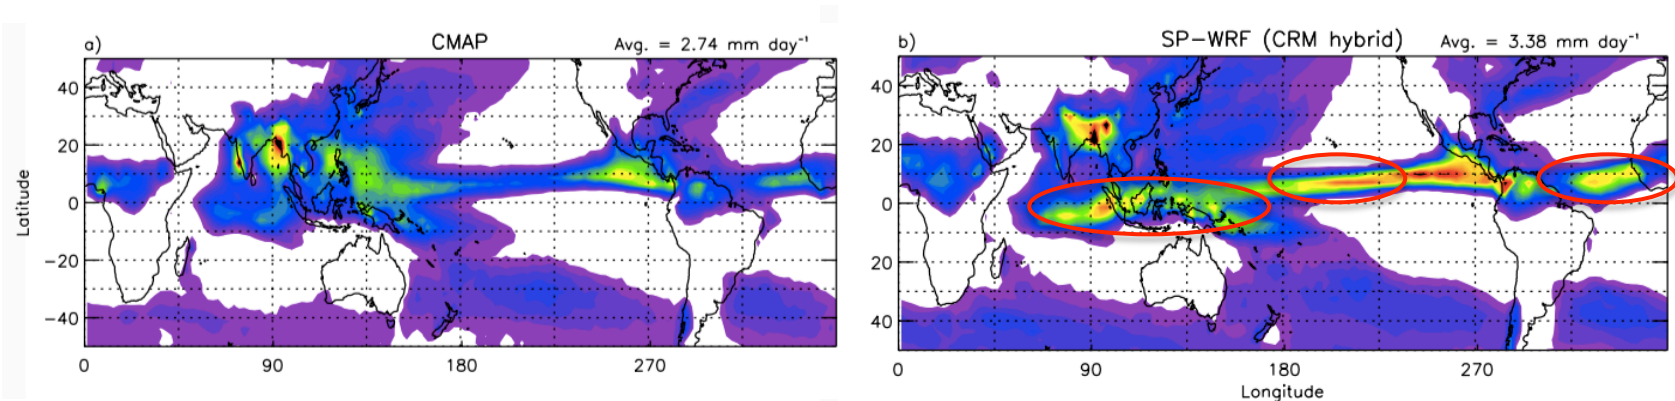 a) CMAP Avg. = 2.74 mm day⁻¹
40
20
0
−20
−40
Latitude
0 90 180 270
b) SP−WRF (CRM hybrid) Avg. = 3.38 mm day⁻¹
40
20
0
20
40
0 90 180 270
Longitude